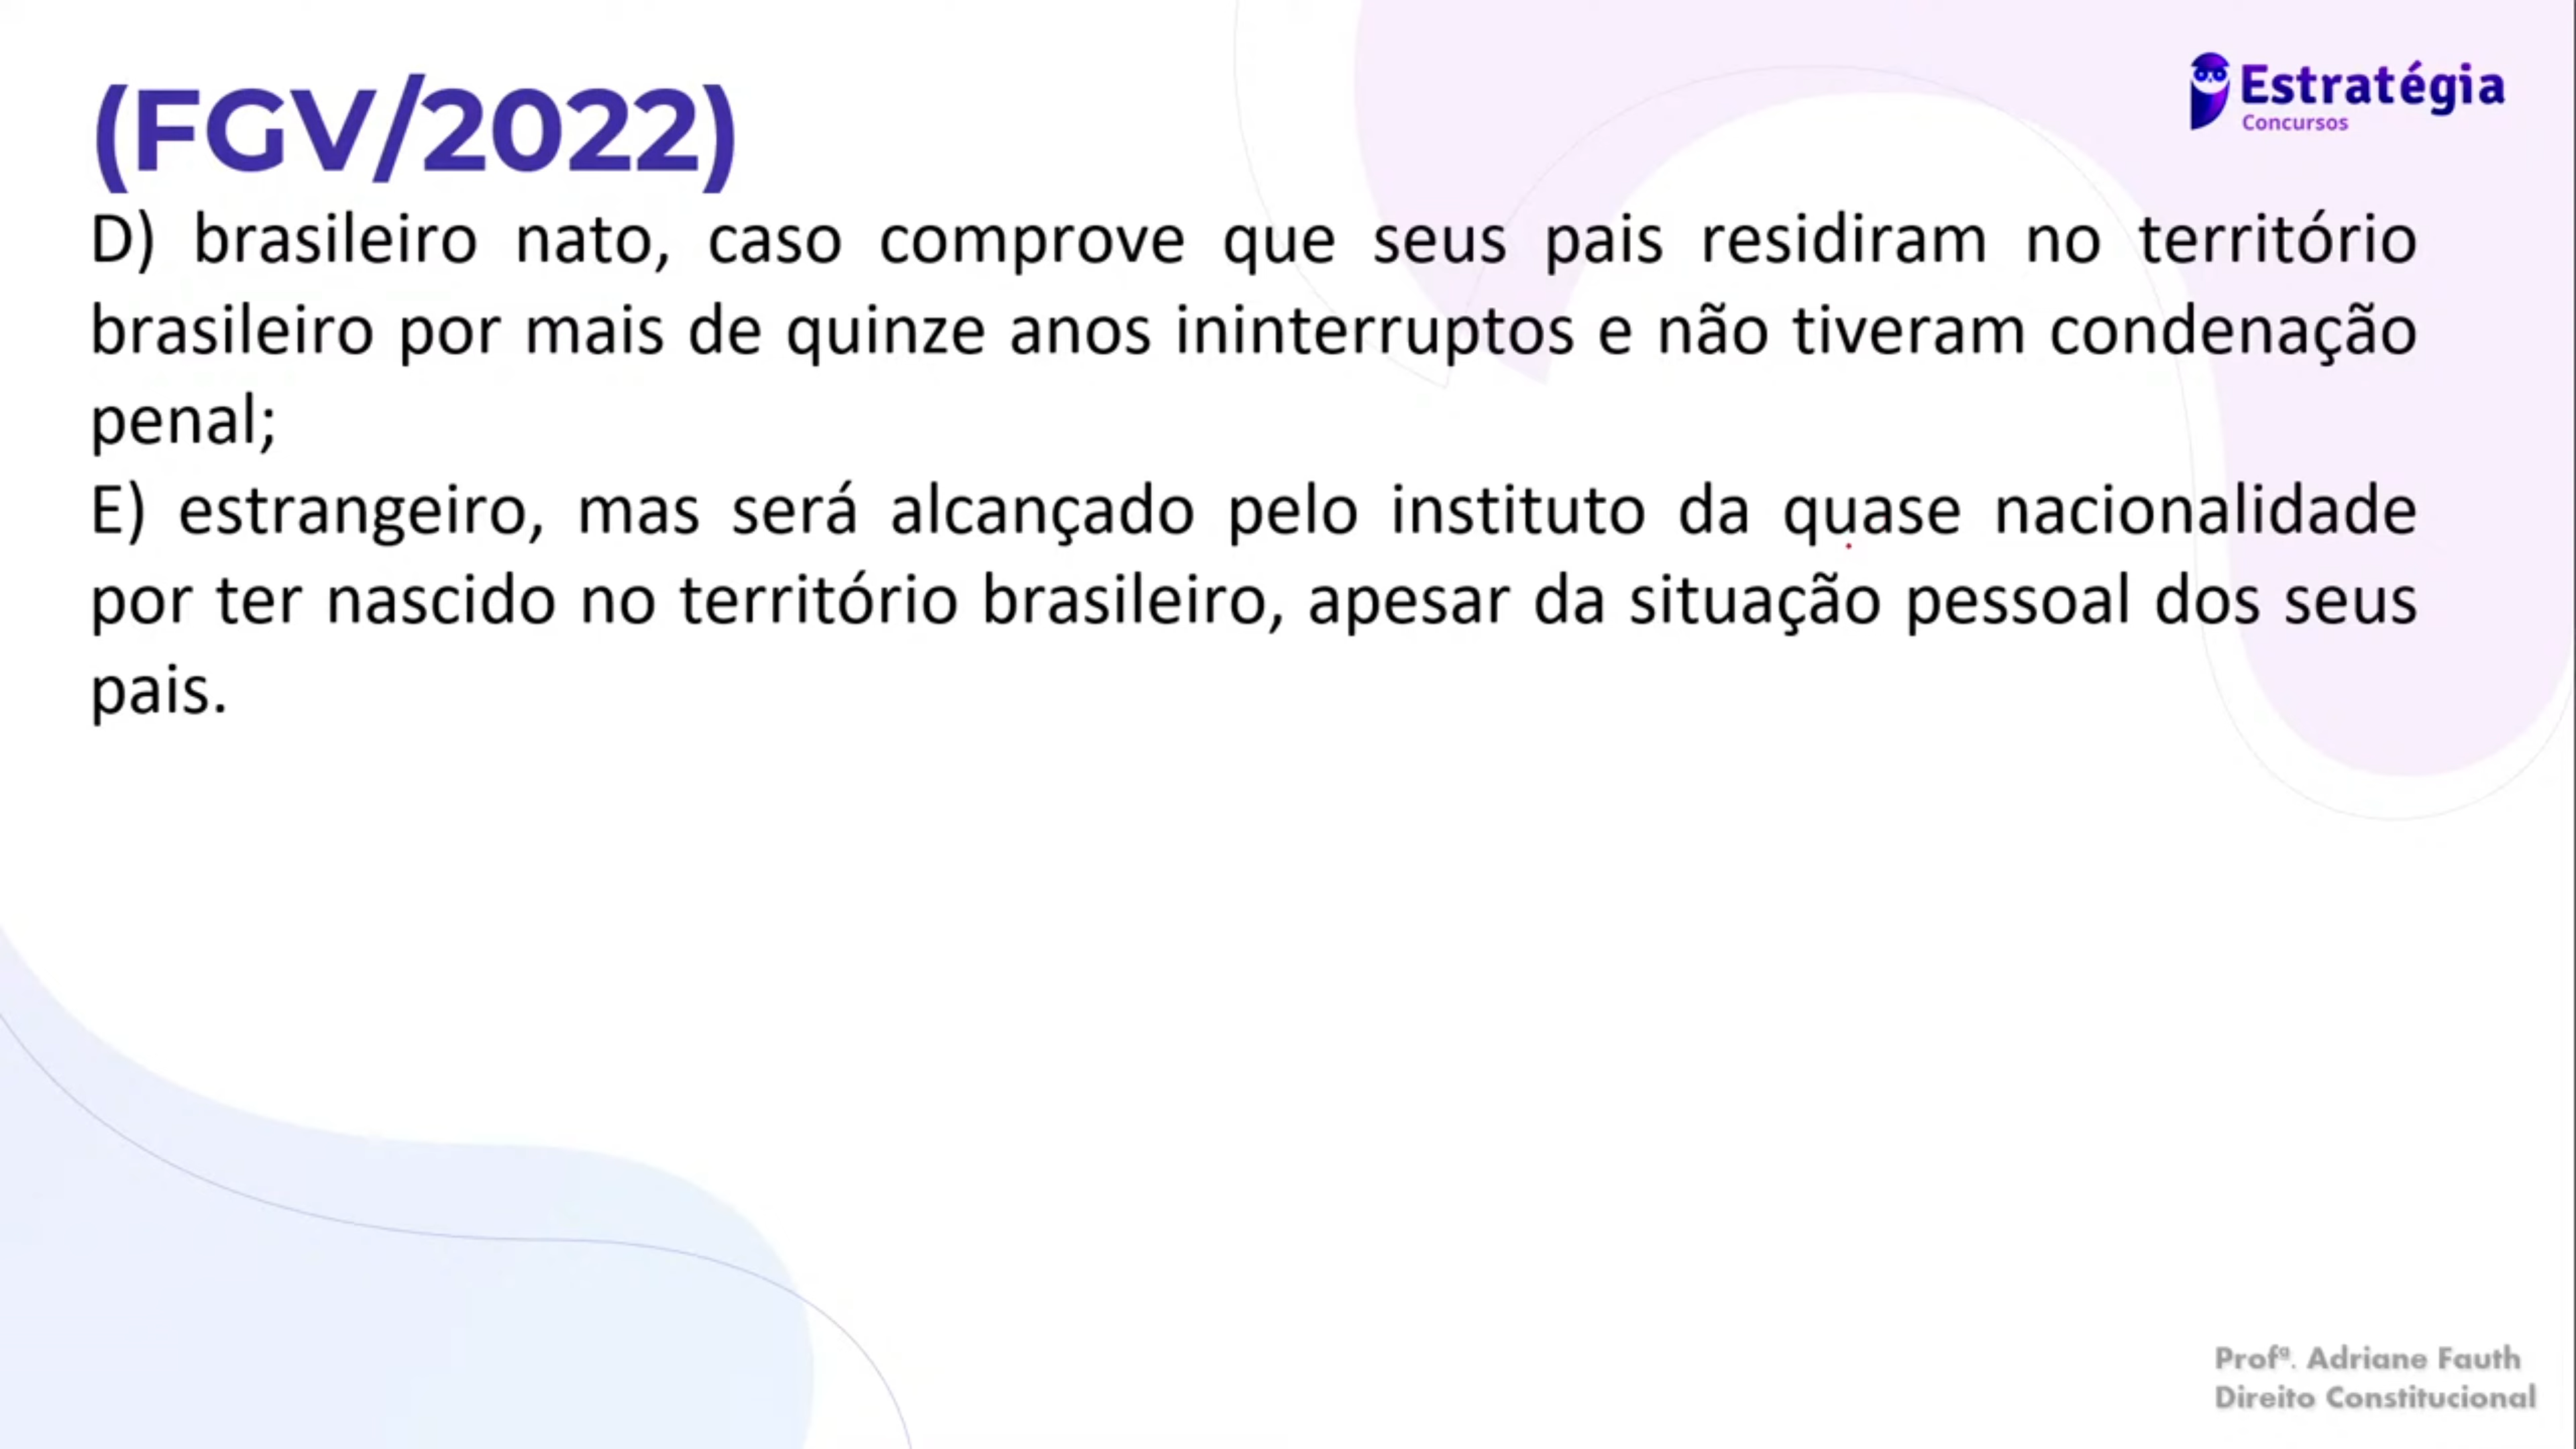 (FGV/2022)
Estratégia
Concursos
D) brasileiro nato, caso comprove que seus pais residiram no território
brasileiro por mais de quinze anos ininterruptos e não tiveram condenação
penal;
E) estrangeiro, mas será alcançado pelo instituto da quase nacionalidade
por ter nascido no território brasileiro, apesar da situação pessoal dos seus
pais.
Profª. Adriane Fauth
Direito Constitucional